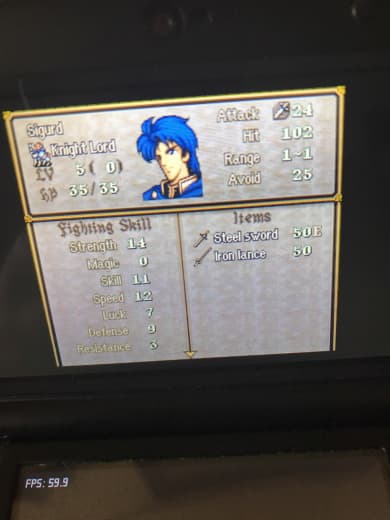 Sigurd
Knight Lord
LV 5 ( 0)
HP 35/35
Attack 24
Hit 102
Range 1~1
Avoid 25
Fighting Skill
Strength 14
Magic 0
Skill 11
Speed 12
Luck 7
Defense 9
Resistance 3
Items
Steel sword 50E
Iron lance 50
FPS: 59.9